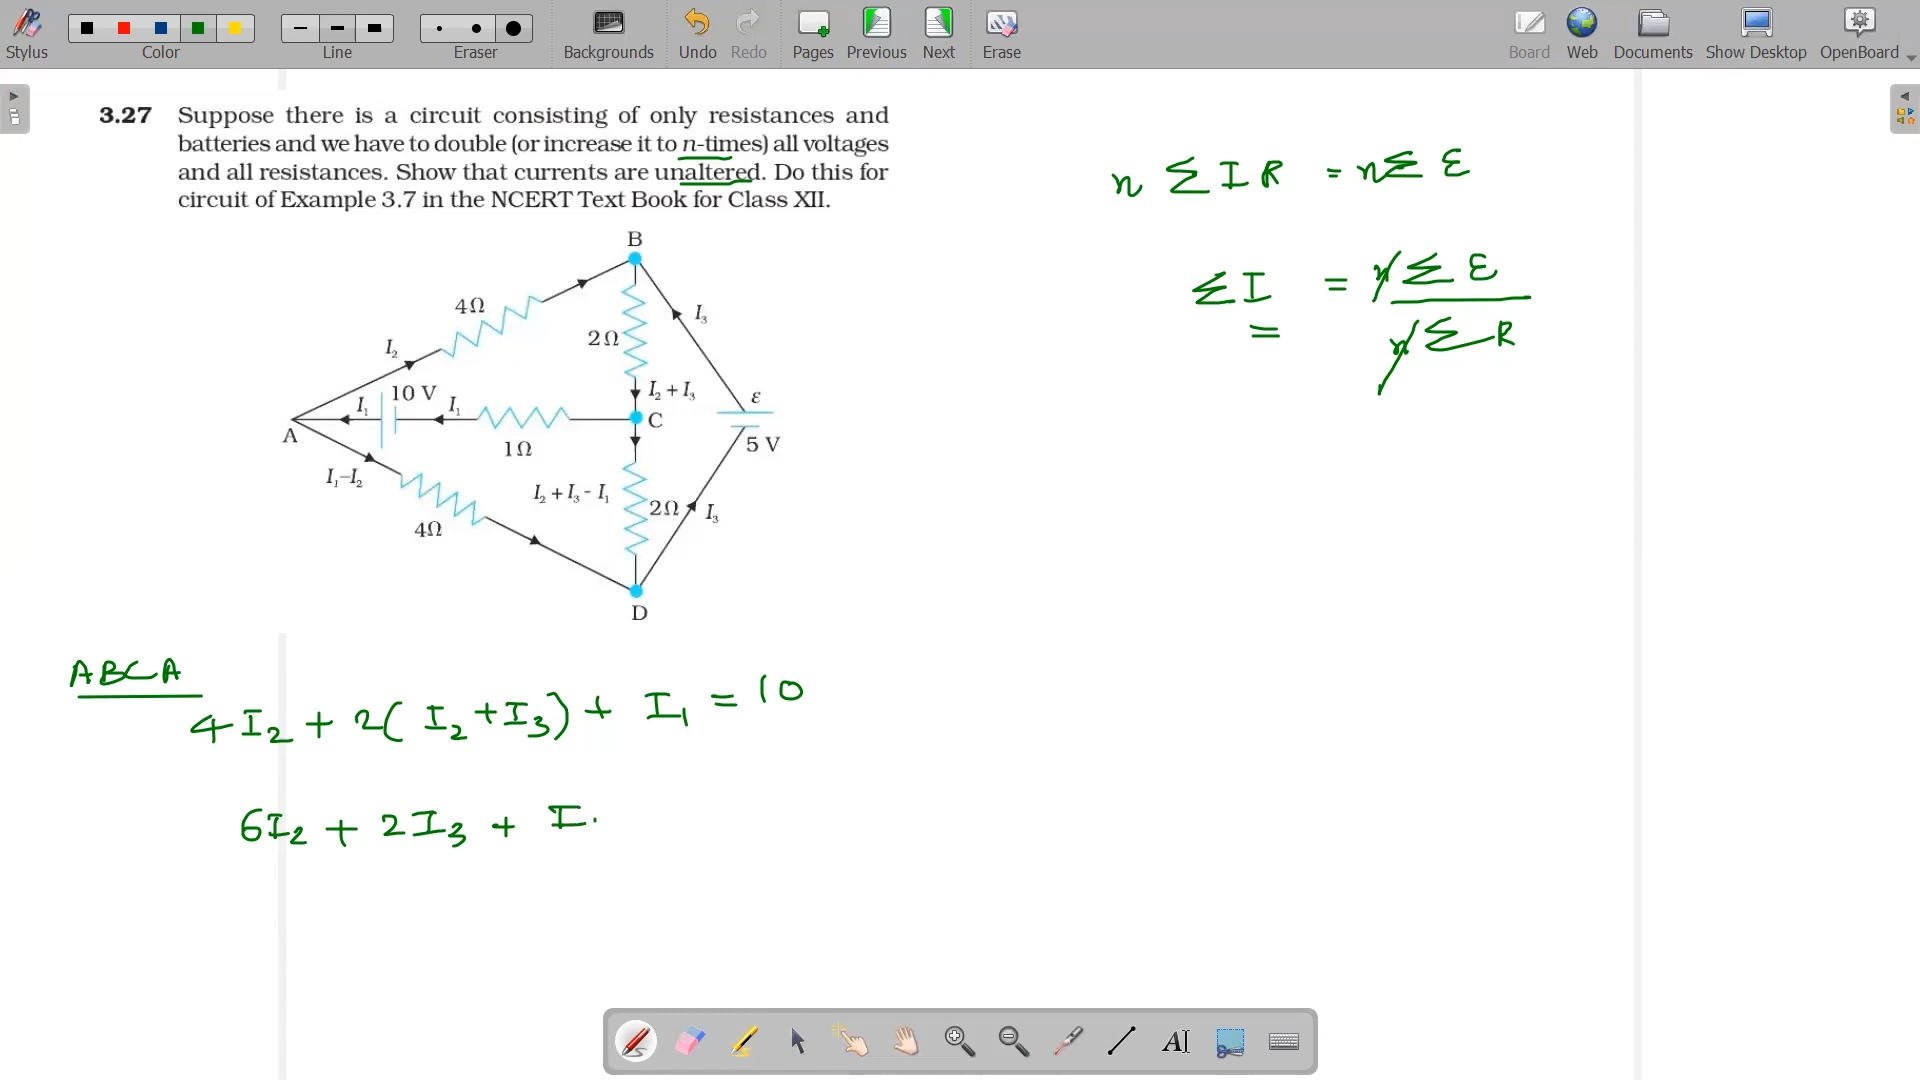 Stylus Color Line Eraser Backgrounds Undo Redo Pages Previous Next Erase Board Web Documents Show Desktop OpenBoard
3.27 Suppose there is a circuit consisting of only resistances and
batteries and we have to double (or increase it to n-times) all voltages
and all resistances. Show that currents are unaltered. Do this for
circuit of Example 3.7 in the NCERT Text Book for Class XII.
B
4Ω
I₃
2Ω
I₂
10 V
I₂ + I₃
ε
I₁
I₁
C
A
1Ω
5 V
I₁–I₂
I₂ + I₃ - I₁
2Ω
I₃
4Ω
D
n Σ I R = n Σ ε
Σ I = n Σ ε
n Σ R
=
ABCA
4I₂ + 2(I₂ + I₃) + I₁ = 10
6I₂ + 2I₃ + I.
AI